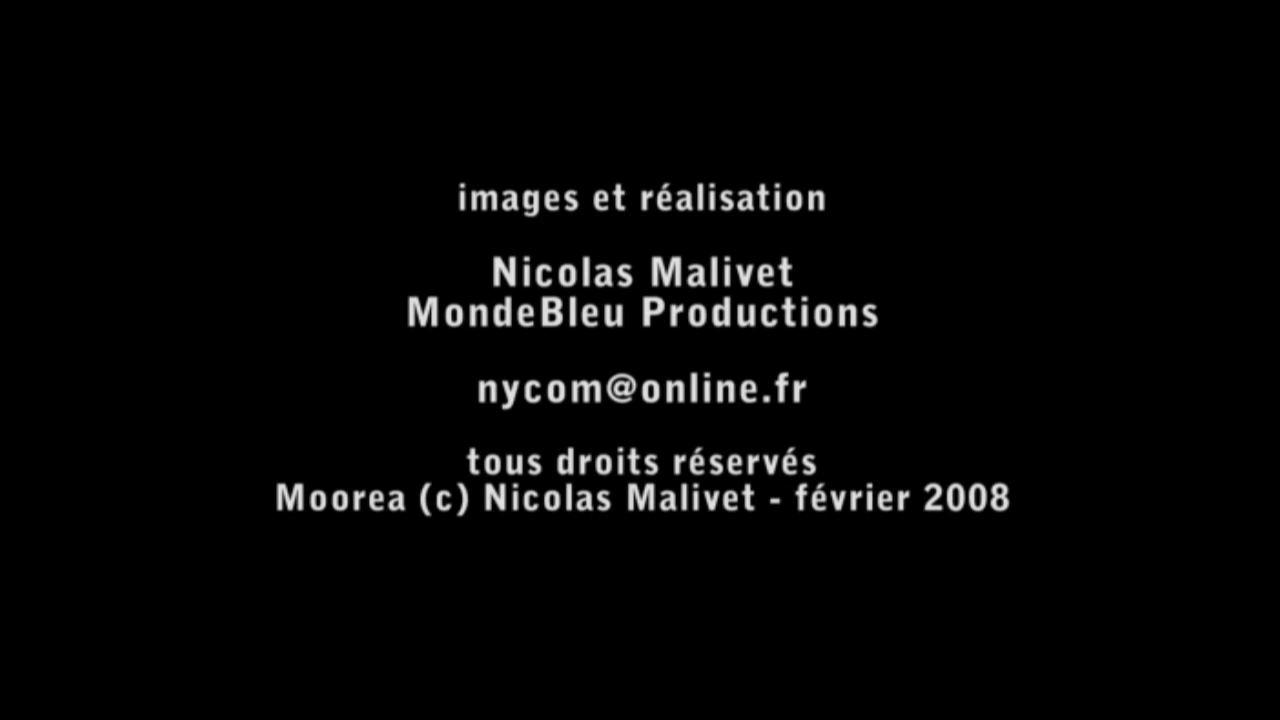 images et réalisation
Nicolas Malivet
MondeBleu Productions
nycom@online.fr
tous droits réservés
Moorea (c) Nicolas Malivet - février 2008